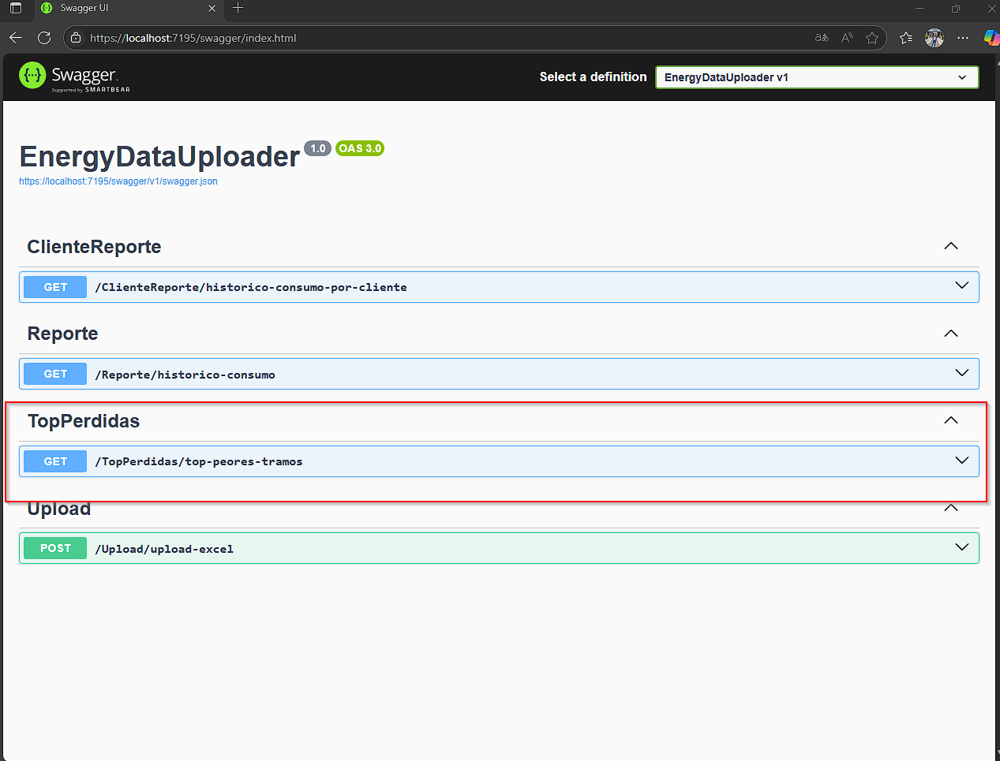 Swagger UI
https://localhost:7195/swagger/index.html
Swagger
Supported by SMARTBEAR
Select a definition
EnergyDataUploader v1
EnergyDataUploader 1.0 OAS 3.0
https://localhost:7195/swagger/v1/swagger.json
ClienteReporte
GET /ClienteReporte/historico-consumo-por-cliente
Reporte
GET /Reporte/historico-consumo
TopPerdidas
GET /TopPerdidas/top-peores-tramos
Upload
POST /Upload/upload-excel